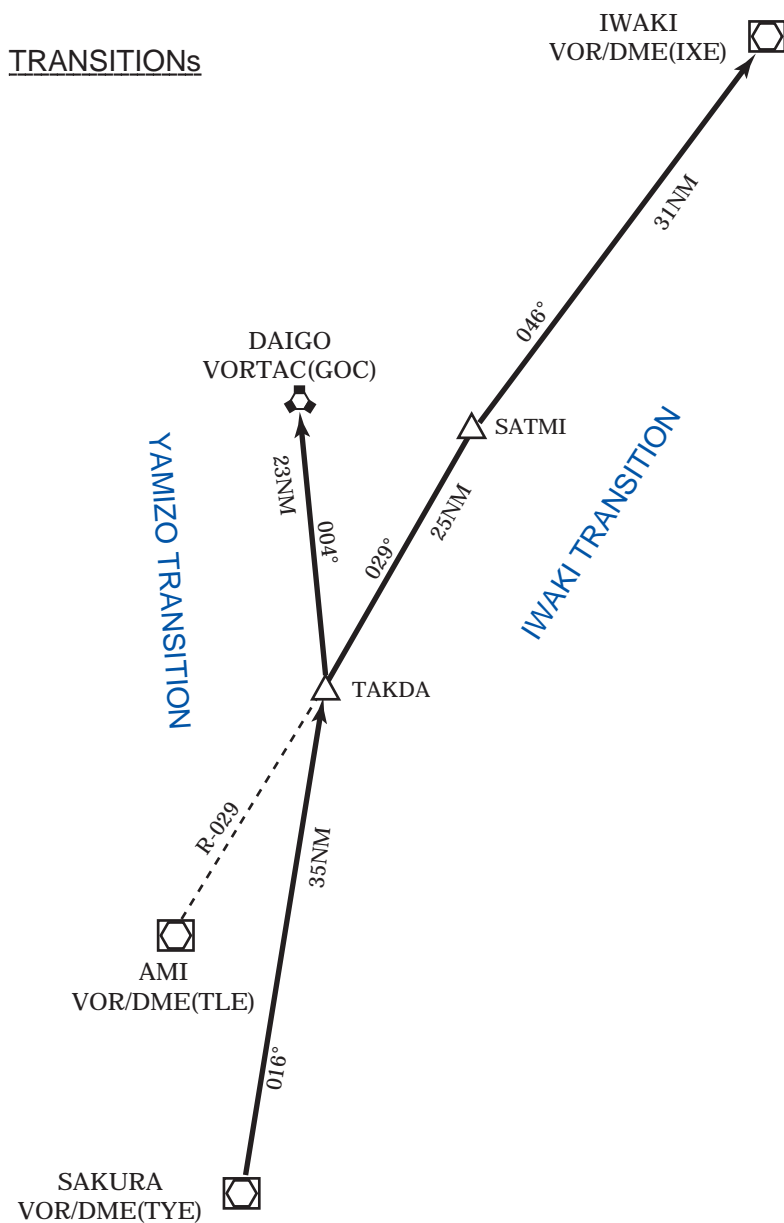 TRANSITIONs
IWAKI
VOR/DME(IXE)
31NM
046°
DAIGO
VORTAC(GOC)
SATMI
23NM
004°
25NM
029°
YAMIZO TRANSITION
IWAKI TRANSITION
TAKDA
R-029
35NM
AMI
VOR/DME(TLE)
016°
SAKURA
VOR/DME(TYE)